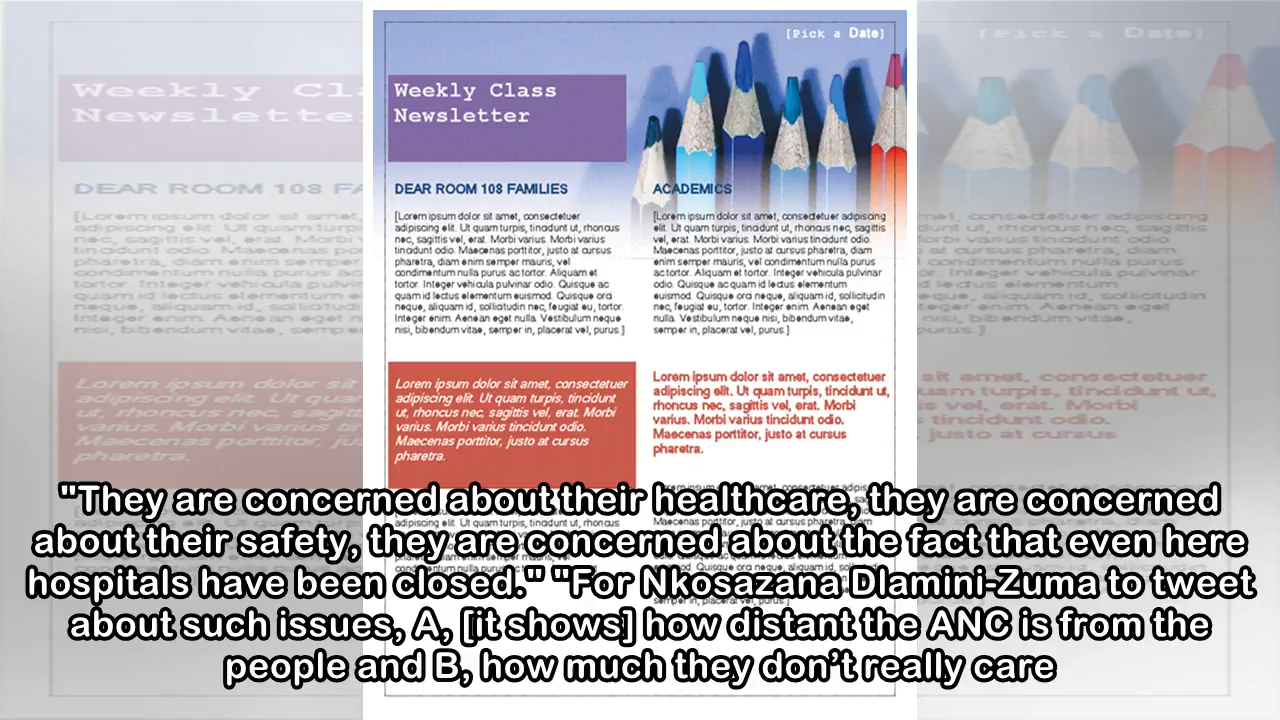 [Pick a Date]
Weekly Class
Newsletter
DEAR ROOM 108 FAMILIES
[Lorem ipsum dolor sit amet, consectetuer
adipiscing elit. Ut quam turpis, tincidunt ut, rhoncus
nec, sagittis vel, erat. Morbi varius. Morbi varius
tincidunt odio. Maecenas porttitor, justo at cursus
pharetra, diam enim semper mauris, vel
condimentum nulla purus ac tortor. Aliquam et
tortor. Integer vehicula pulvinar odio. Quisque ac
quam id lectus elementum euismod. Quisque orci
neque, aliquam id, sollicitudin nec, feugiat eu, tortor.
Integer enim. Aenean eget nulla. Vestibulum neque
nisi, bibendum vitae, semper in, placerat vel, purus.]
Lorem ipsum dolor sit amet, consectetuer
adipiscing elit. Ut quam turpis, tincidunt
ut, rhoncus nec, sagittis vel, erat. Morbi
varius. Morbi varius tincidunt odio.
Maecenas porttitor, justo at cursus
pharetra.
ACADEMICS
[Lorem ipsum dolor sit amet, consectetuer adipiscing
elit. Ut quam turpis, tincidunt ut, rhoncus nec, sagittis
vel, erat. Morbi varius. Morbi varius tincidunt odio.
Maecenas porttitor, justo at cursus pharetra, diam
enim semper mauris, vel condimentum nulla purus
ac tortor. Aliquam et tortor. Integer vehicula pulvinar
odio. Quisque ac quam id lectus elementum
euismod. Quisque orci neque, aliquam id, sollicitudin
nec, feugiat eu, tortor. Integer enim. Aenean eget
nulla. Vestibulum neque nisi, bibendum vitae,
semper in, placerat vel, purus.]
Lorem ipsum dolor sit amet, consectetuer
adipiscing elit. Ut quam turpis, tincidunt ut,
rhoncus nec, sagittis vel, erat. Morbi
varius. Morbi varius tincidunt odio.
Maecenas porttitor, justo at cursus
pharetra.
"They are concerned about their healthcare, they are concerned
about their safety, they are concerned about the fact that even here
hospitals have been closed." "For Nkosazana Dlamini-Zuma to tweet
about such issues, A, [it shows] how distant the ANC is from the
people and B, how much they don’t really care